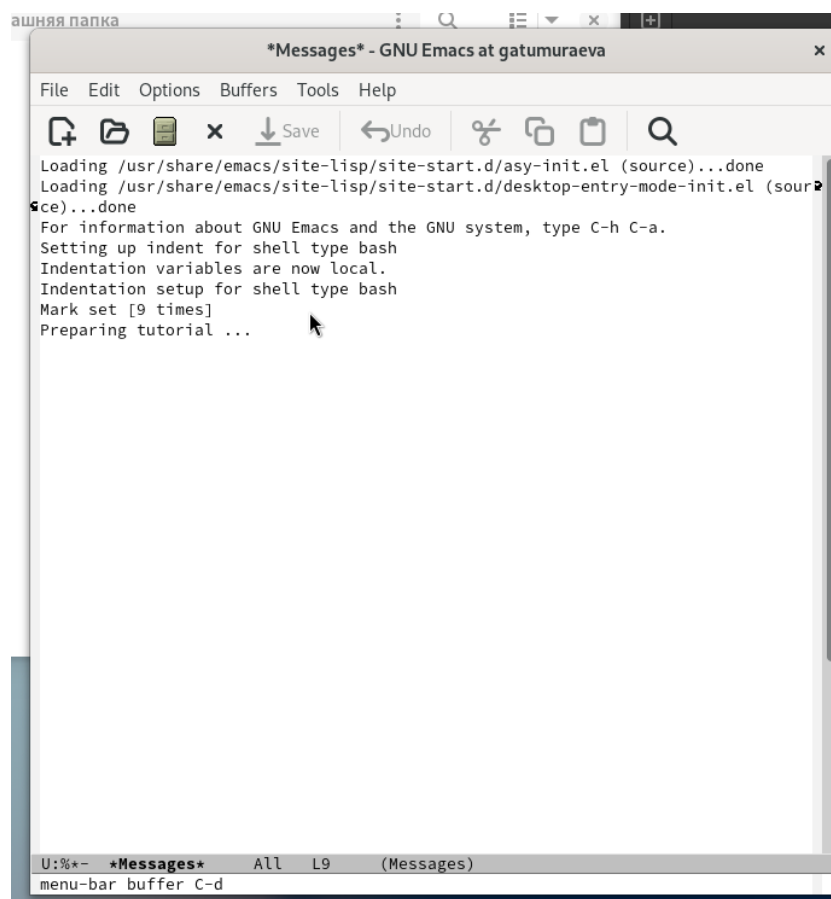 ашняя папка
*Messages* - GNU Emacs at gatumuraeva
File Edit Options Buffers Tools Help
Save Undo
Loading /usr/share/emacs/site-lisp/site-start.d/asy-init.el (source)...done
Loading /usr/share/emacs/site-lisp/site-start.d/desktop-entry-mode-init.el (sour
ce)...done
For information about GNU Emacs and the GNU system, type C-h C-a.
Setting up indent for shell type bash
Indentation variables are now local.
Indentation setup for shell type bash
Mark set [9 times]
Preparing tutorial ...
U:%*- *Messages* All L9 (Messages)
menu-bar buffer C-d